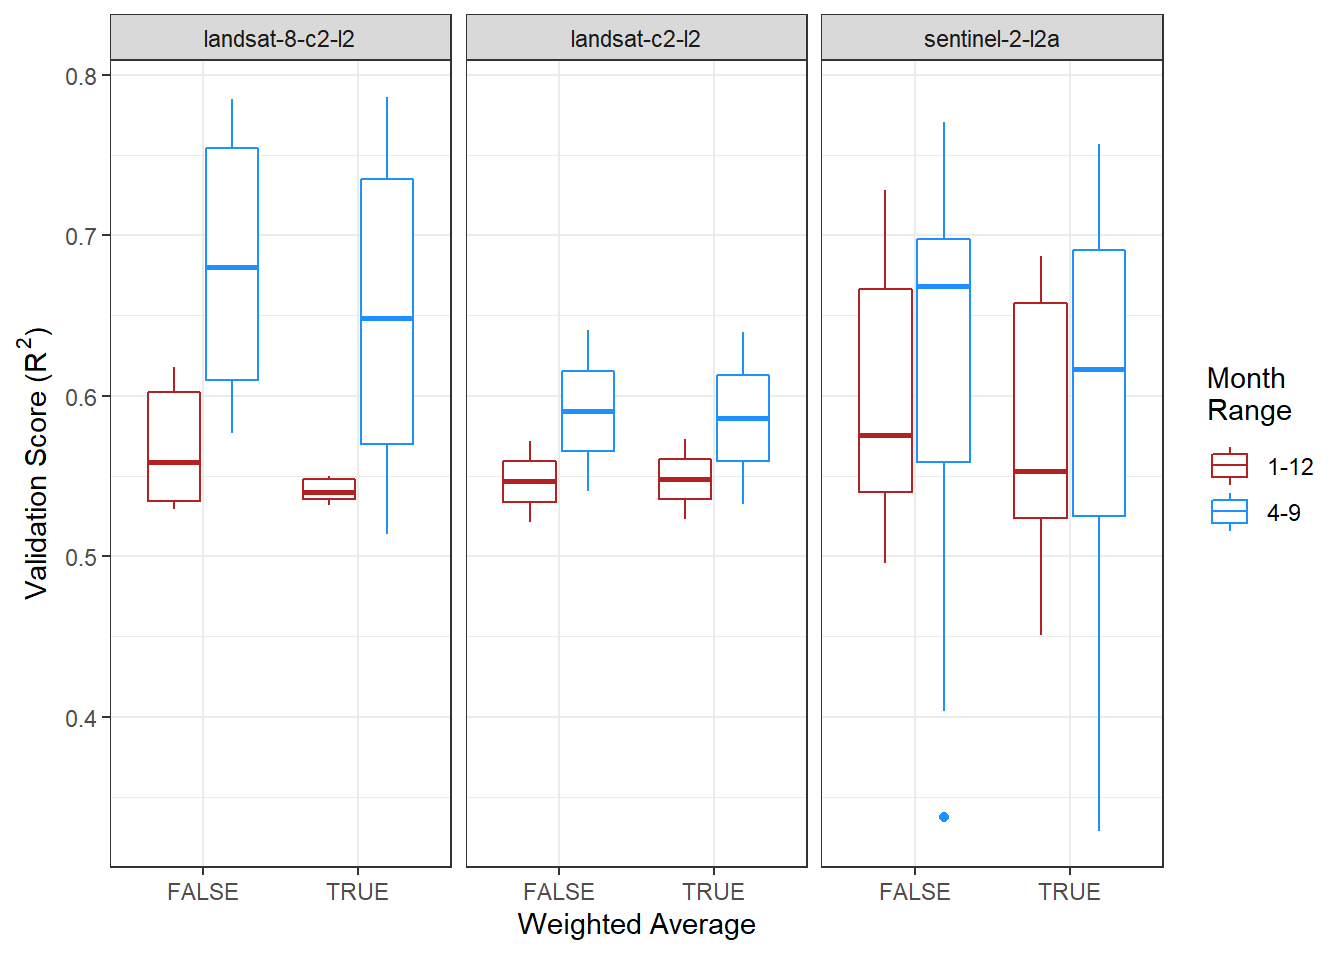 landsat-8-c2-l2
landsat-c2-l2
sentinel-2-l2a
0.8
0.7
0.6
0.5
0.4
Validation Score (R²)
FALSE
TRUE
FALSE
TRUE
FALSE
TRUE
Weighted Average
Month
Range
1-12
4-9